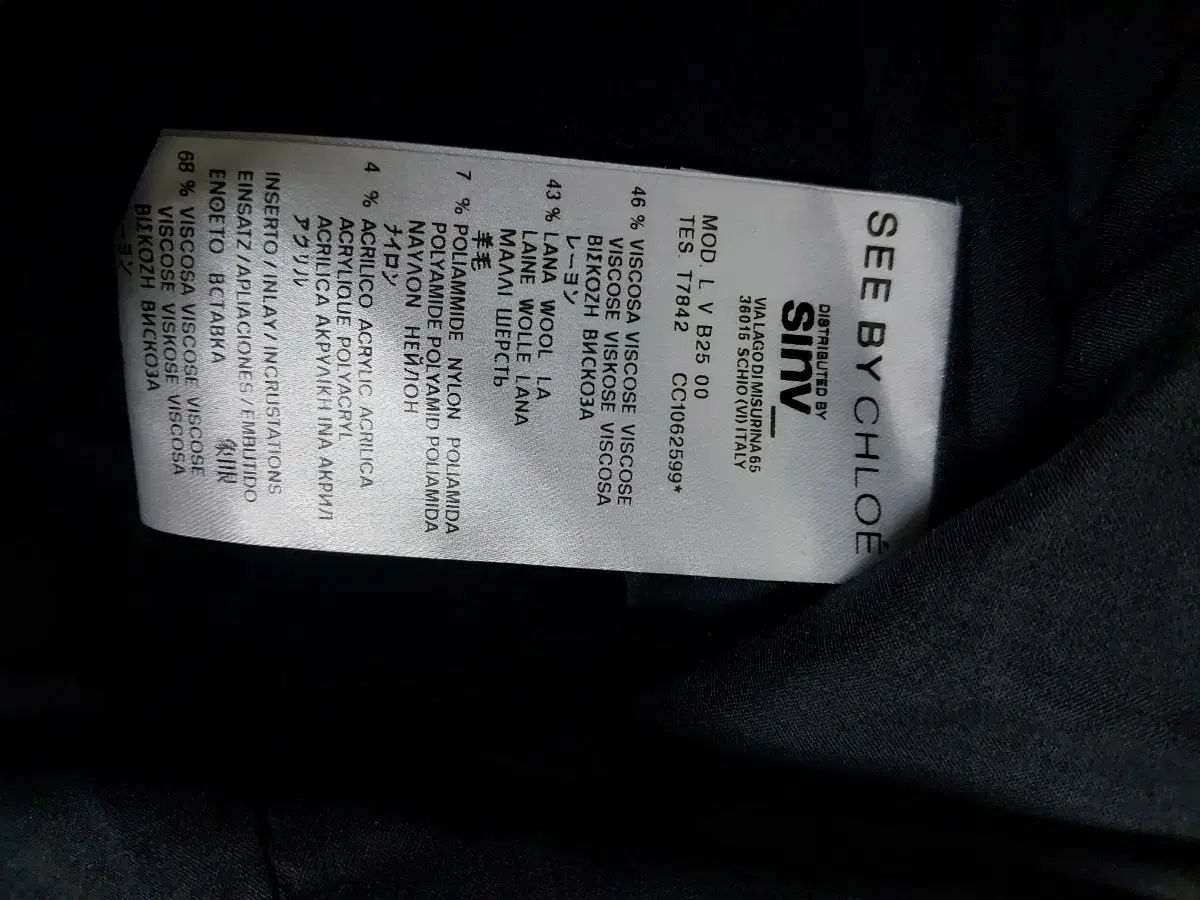 SEE BY CHLOÉ
DISTRIBUTED BY
sinv
VIA LAGO DI MISURINA 65
36015 SCHIO (VI) ITALY
MOD. L V B25 00
TES. T7842 CC1062599*
46 % VISCOSA VISCOSE VISCOSE
VISCOSE VISKOSE VISCOSA
ΒΙΣΚΟΖΗ ВИСКОЗА
レーヨン
43 % LANA WOOL LA
LAINE WOLLE LANA
ΜΑΛΛΙ ШЕРСТЬ
羊毛
7 % POLIAMMIDE NYLON POLIAMIDA
POLYAMIDE POLYAMID POLIAMIDA
ΝΑΥΛΟΝ НЕЙЛОН
ナイロン
4 % ACRILICO ACRYLIC ACRILICA
ACRYLIQUE POLYACRYL
ACRILICA ΑΚΡΥΛΙΚΗ ΙΝΑ АКРИЛ
アクリル
INSERTO / INLAY / INCRUSTATIONS
EINSATZ / APLIACIONES / EMBUTIDO
ΕΝΘΕΤΟ ВСТАВКА
68 % VISCOSA VISCOSE VISCOSE
VISCOSE VISKOSE VISCOSA
ΒΙΣΚΟΖΗ ВИСКОЗА
ーヨン